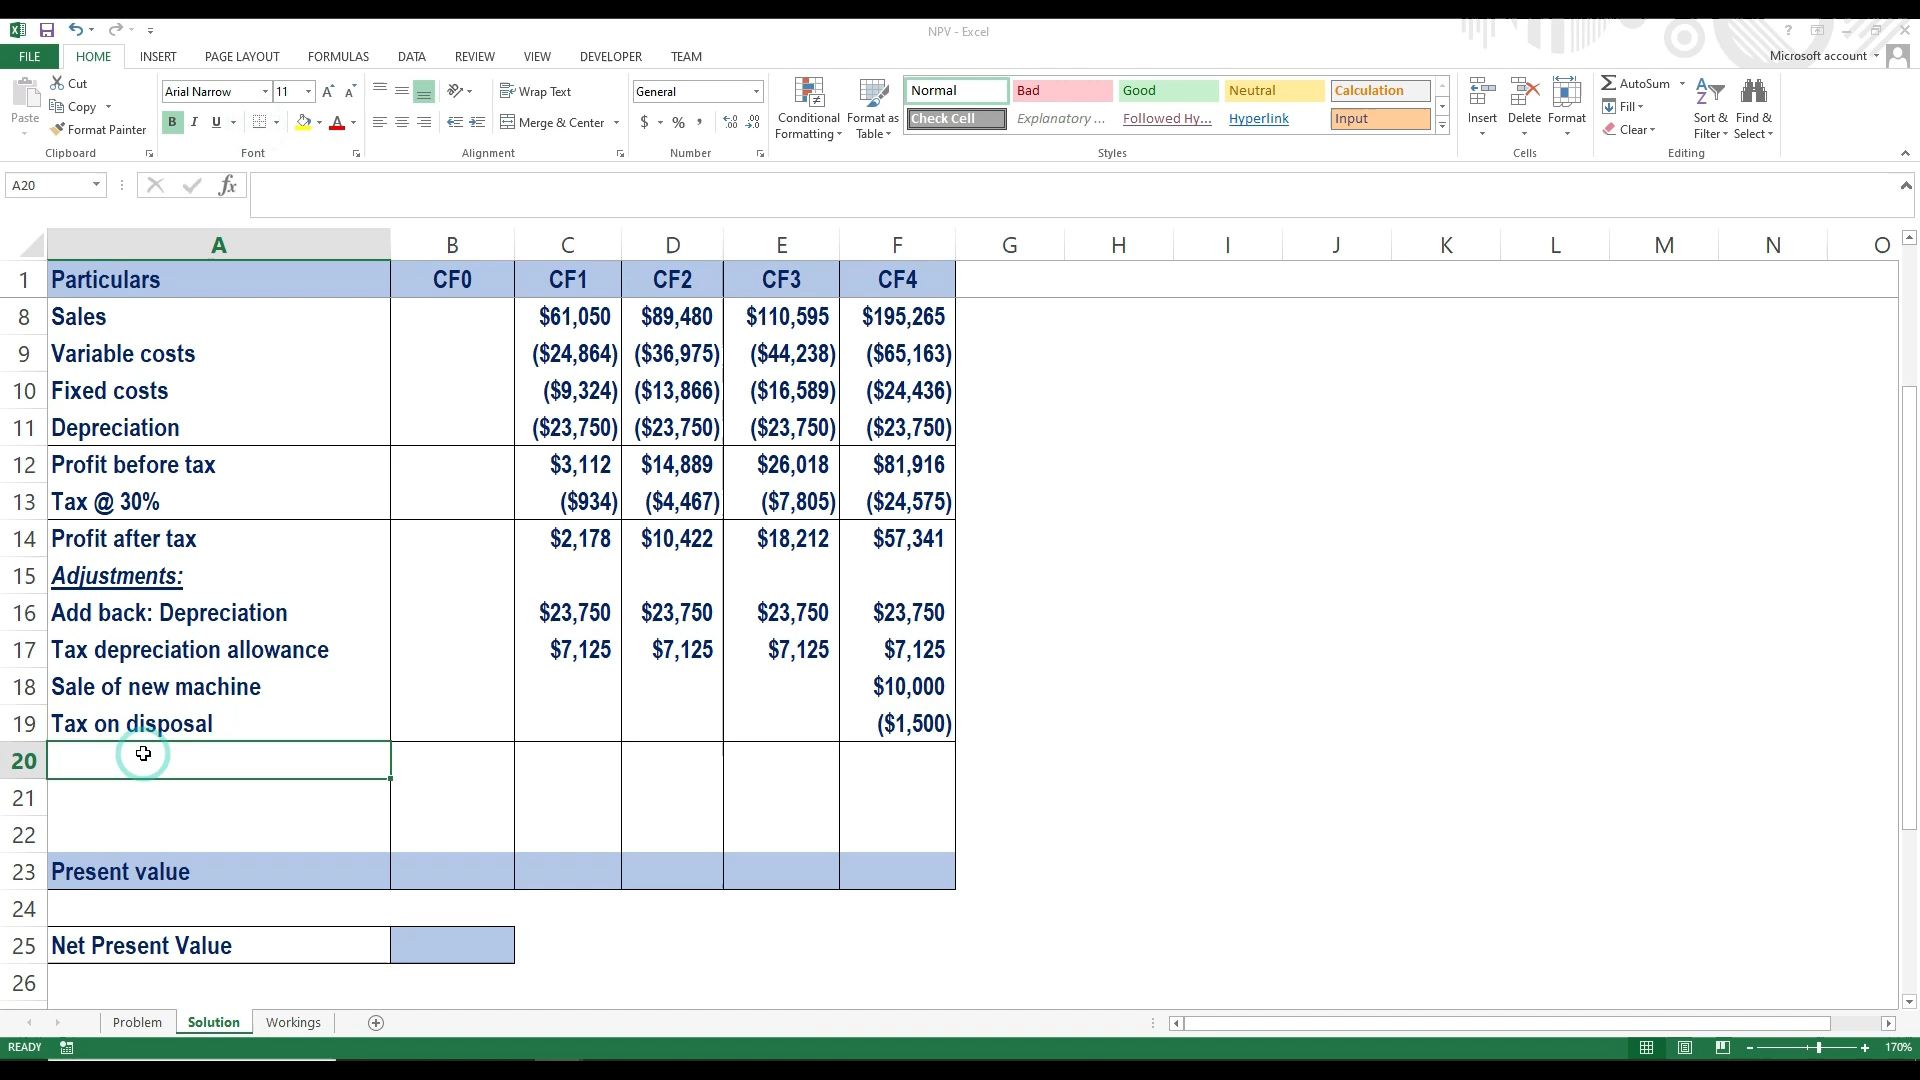 NPV - Excel
FILE HOME INSERT PAGE LAYOUT FORMULAS DATA REVIEW VIEW DEVELOPER TEAM Microsoft account
Paste Cut Copy Format Painter Clipboard
Arial Narrow 11 B I U Font
Wrap Text Merge & Center Alignment
General $ % , Number
Conditional Formatting Format as Table Normal Bad Good Neutral Calculation
Check Cell Explanatory ... Followed Hy... Hyperlink Input Styles
Insert Delete Format Cells
AutoSum Fill Clear Sort & Filter Find & Select Editing
A20 fx
A B C D E F G H I J K L M N O
1 Particulars CF0 CF1 CF2 CF3 CF4
8 Sales $61,050 $89,480 $110,595 $195,265
9 Variable costs ($24,864) ($36,975) ($44,238) ($65,163)
10 Fixed costs ($9,324) ($13,866) ($16,589) ($24,436)
11 Depreciation ($23,750) ($23,750) ($23,750) ($23,750)
12 Profit before tax $3,112 $14,889 $26,018 $81,916
13 Tax @ 30% ($934) ($4,467) ($7,805) ($24,575)
14 Profit after tax $2,178 $10,422 $18,212 $57,341
15 Adjustments:
16 Add back: Depreciation $23,750 $23,750 $23,750 $23,750
17 Tax depreciation allowance $7,125 $7,125 $7,125 $7,125
18 Sale of new machine $10,000
19 Tax on disposal ($1,500)
20
21
22
23 Present value
24
25 Net Present Value
26
Problem Solution Workings
READY 170%